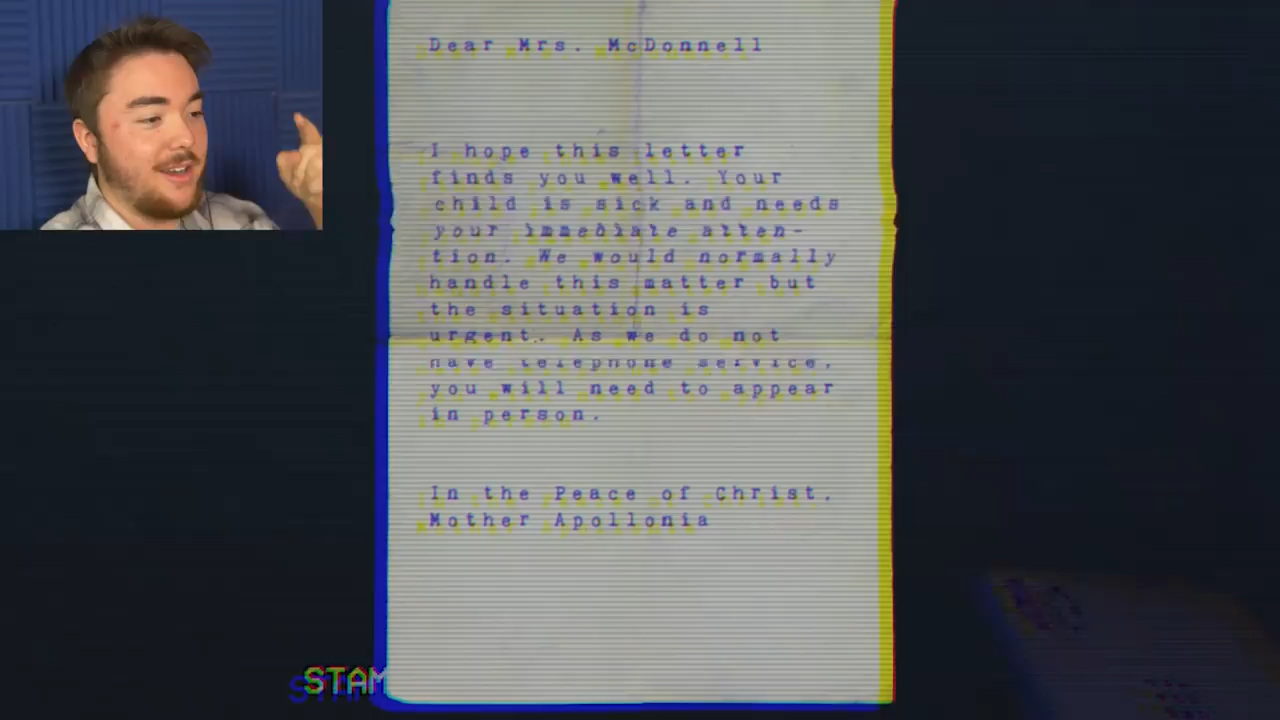 Dear Mrs. McDonnell
I hope this letter
finds you well. Your
child is sick and needs
your immediate atten-
tion. We would normally
handle this matter but
the situation is
urgent. As we do not
have telephone service,
you will need to appear
in person.
In the Peace of Christ,
Mother Apollonia
STAM